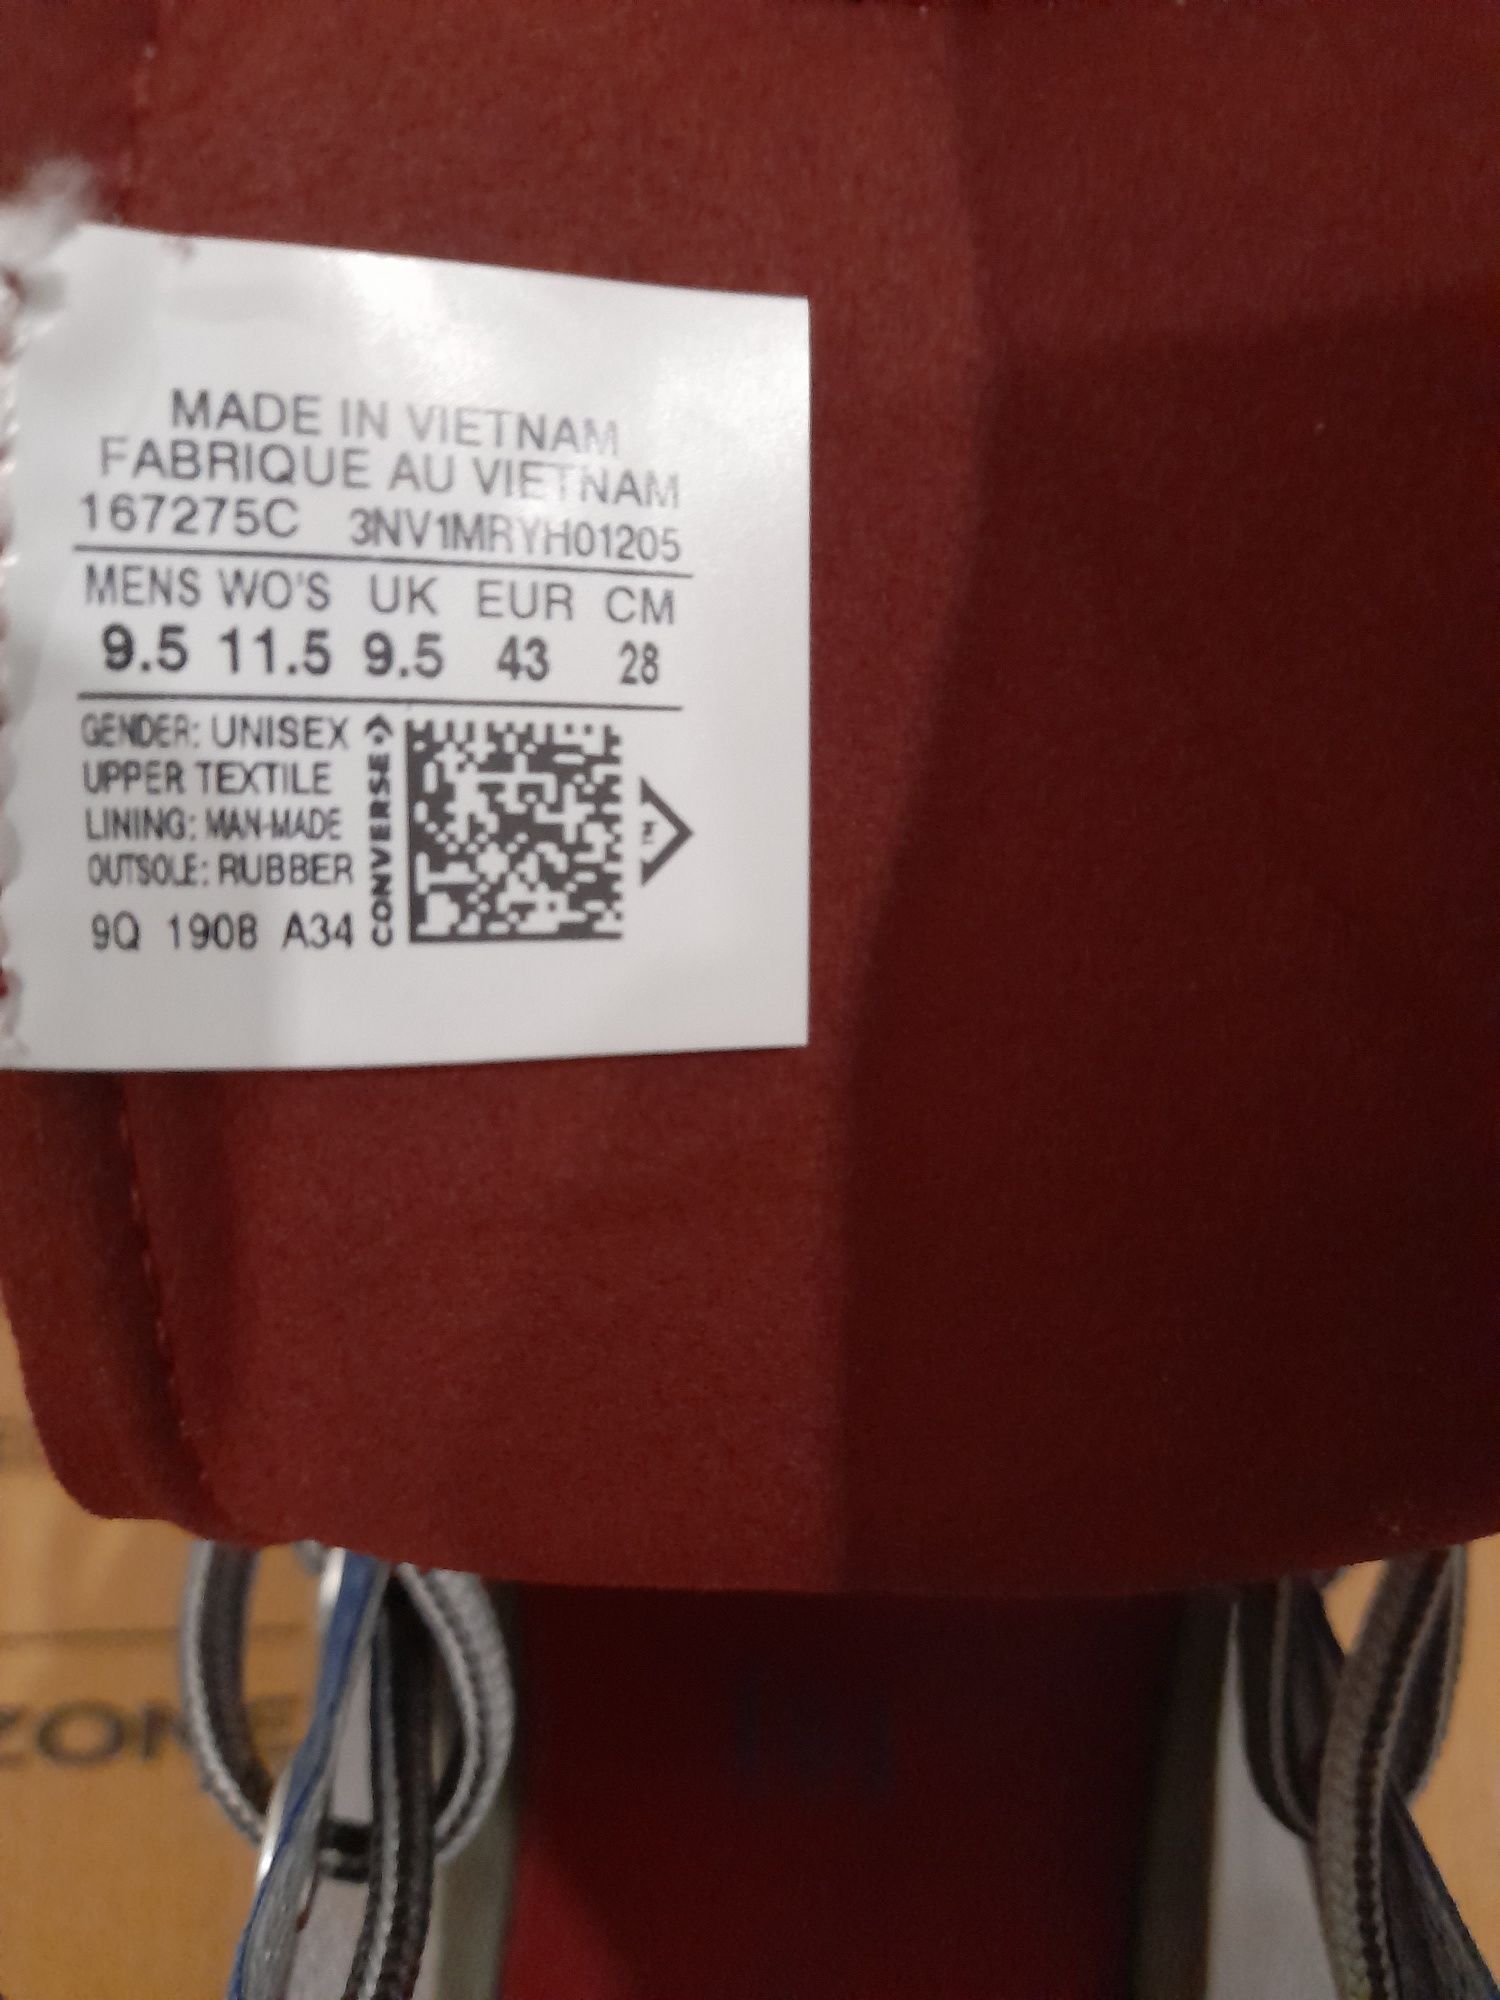 MADE IN VIETNAM
FABRIQUE AU VIETNAM
167275C 3NV1MRYH01205
MENS WO'S UK EUR CM
9.5 11.5 9.5 43 28
GENDER: UNISEX
UPPER TEXTILE
LINING: MAN-MADE
OUTSOLE: RUBBER
9Q 1908 A34
CONVERSE
TM